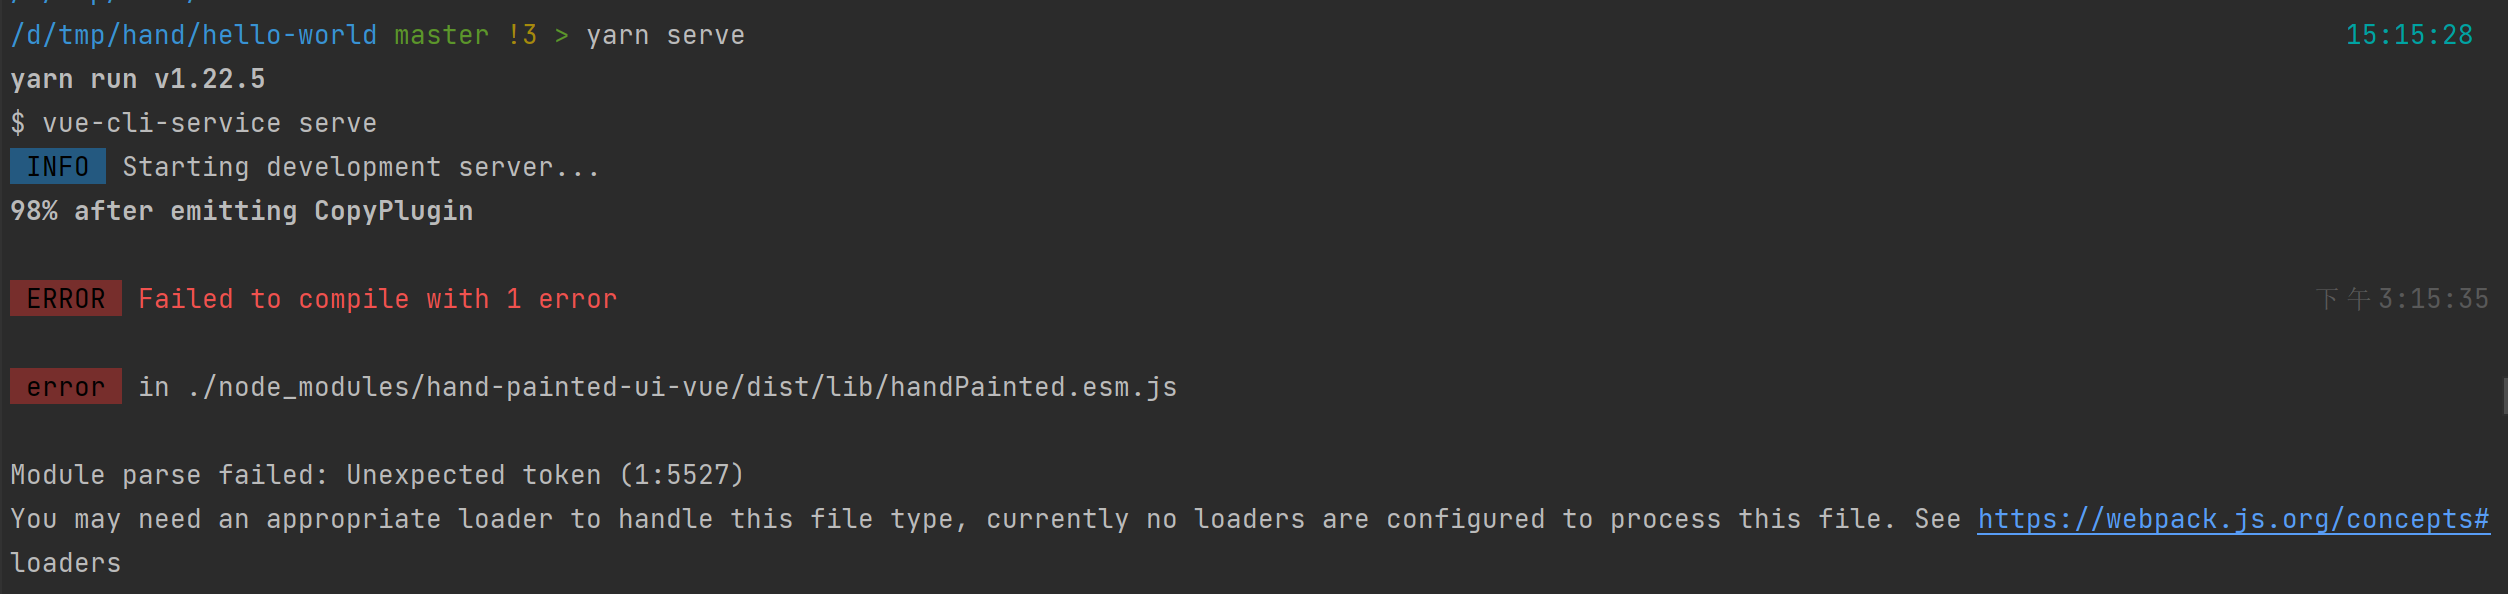 /d/tmp/hand/hello-world master !3 > yarn serve 15:15:28
yarn run v1.22.5
$ vue-cli-service serve
INFO Starting development server...
98% after emitting CopyPlugin
ERROR Failed to compile with 1 error 下午3:15:35
error in ./node_modules/hand-painted-ui-vue/dist/lib/handPainted.esm.js
Module parse failed: Unexpected token (1:5527)
You may need an appropriate loader to handle this file type, currently no loaders are configured to process this file. See https://webpack.js.org/concepts#
loaders